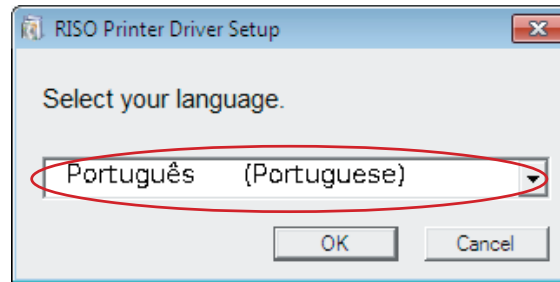 RISO Printer Driver Setup
Select your language.
Português (Portuguese)
OK Cancel